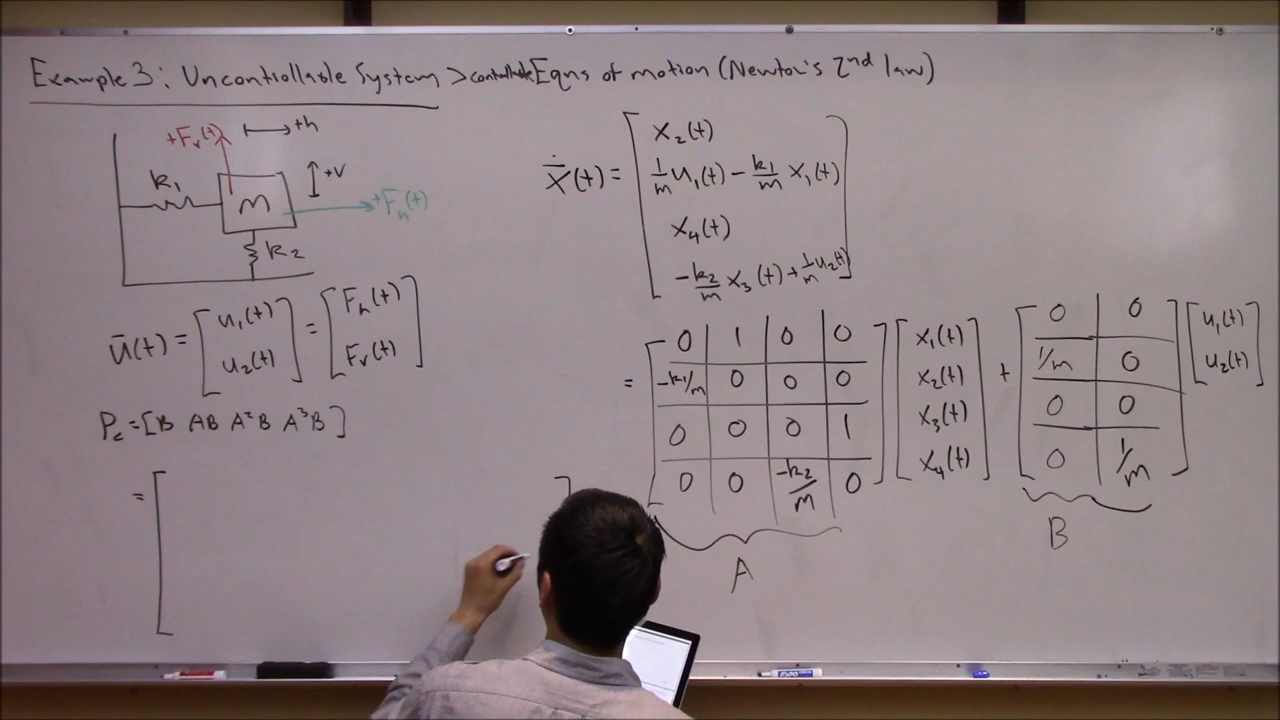 Example 3: Uncontrollable System > controllable Eqns of motion (Newton's 2nd law)
+Fv(t) +h
k1 m +V
+Fh(t)
k2
ū(t) = [u1(t) u2(t)] = [Fh(t) Fv(t)]
Pc = [B AB A²B A³B]
= [ ]
ẋ(t) = [
x2(t)
1/m u1(t) - k1/m x1(t)
x4(t)
-k2/m x3(t) + 1/m u2(t)
]
= [
0 1 0 0
-k1/m 0 0 0
0 0 0 1
0 0 -k2/m 0
] [
x1(t)
x2(t)
x3(t)
x4(t)
] + [
0 0
1/m 0
0 0
0 1/m
] [
u1(t)
u2(t)
]
A
B
EXPO